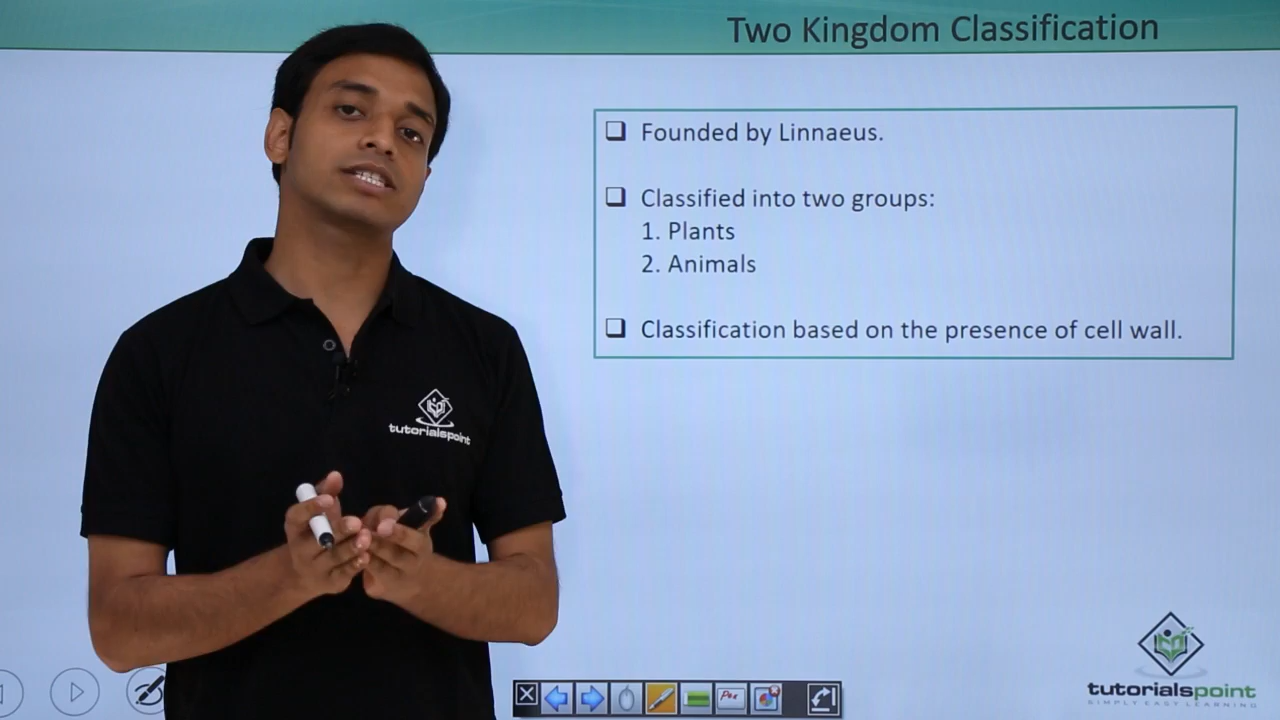 Two Kingdom Classification
❑ Founded by Linnaeus.
❑ Classified into two groups:
1. Plants
2. Animals
❑ Classification based on the presence of cell wall.
tutorialspoint
Pen
tutorialspoint
SIMPLY EASY LEARNING